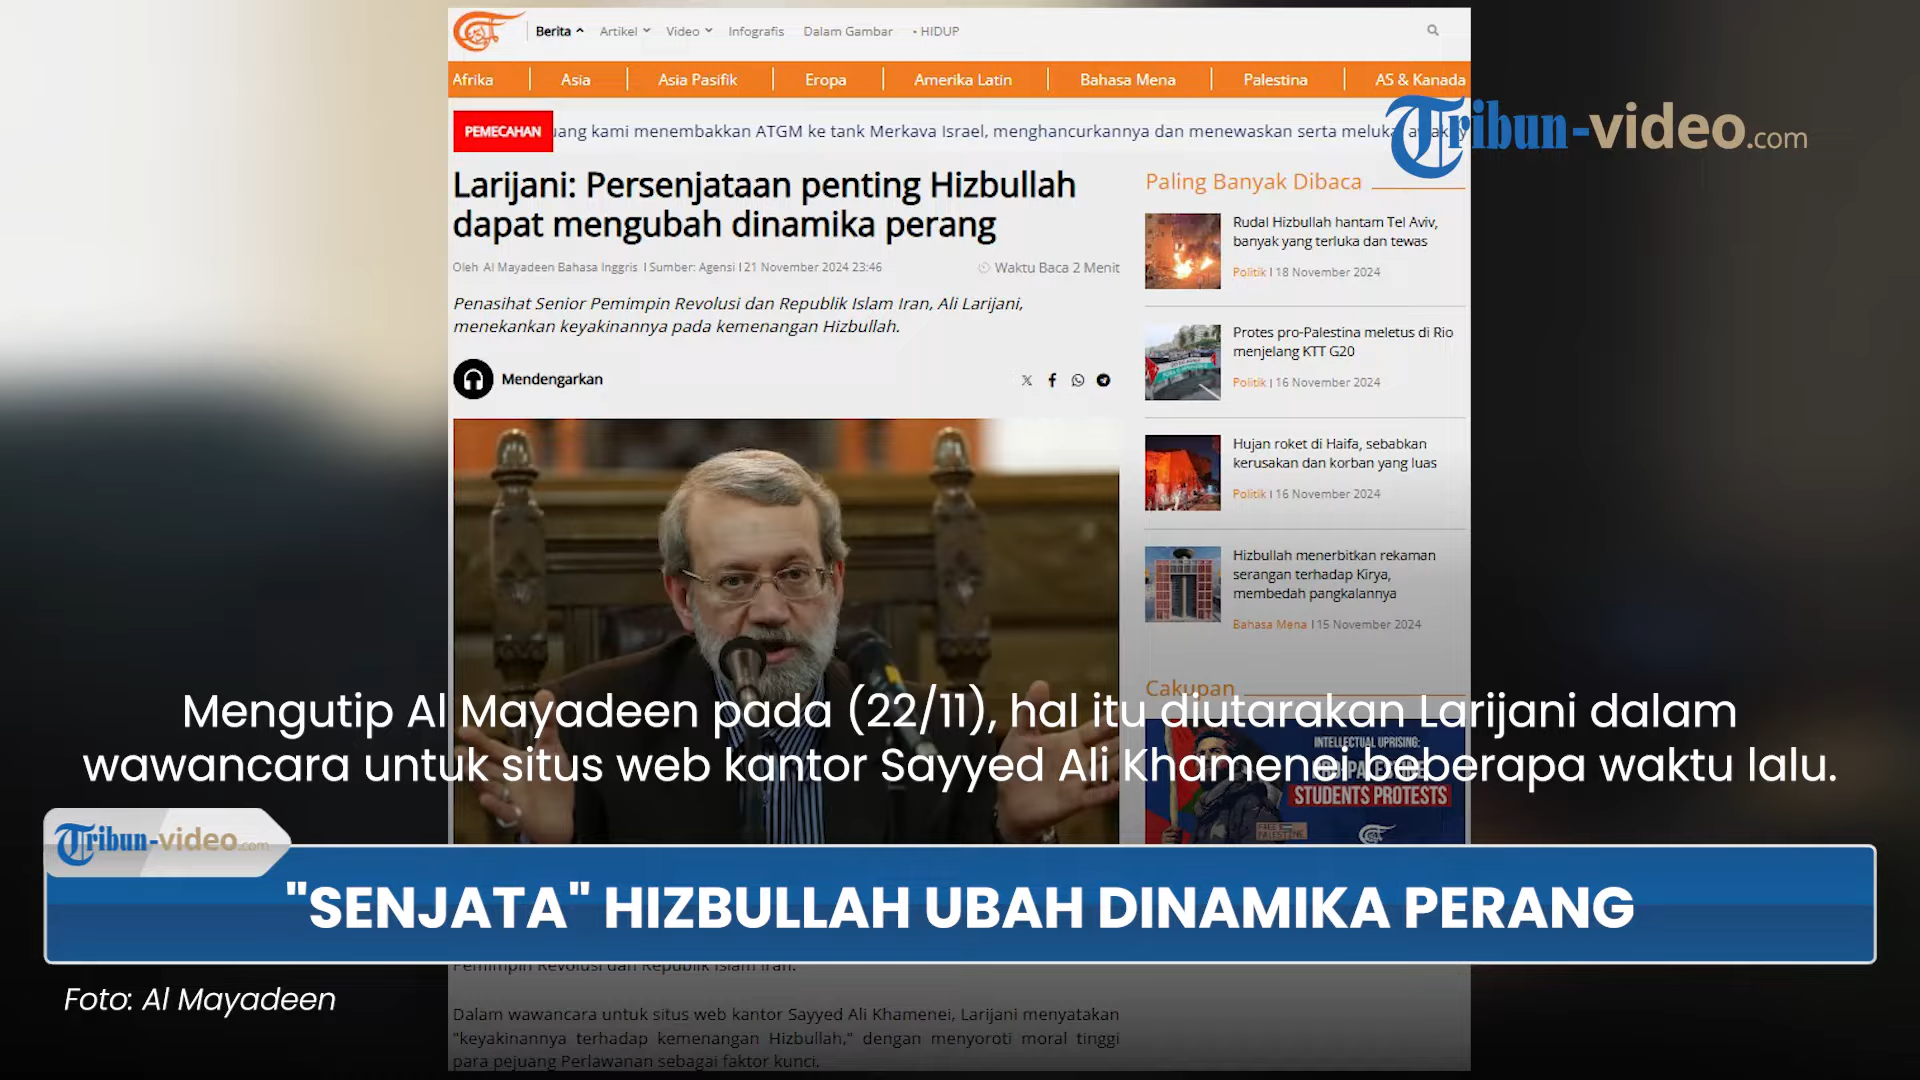 Berita Artikel Video Infografis Dalam Gambar • HIDUP
Afrika Asia Asia Pasifik Eropa Amerika Latin Bahasa Mena Palestina AS & Kanada
Tribun-video.com
PEMECAHAN
kami menembakkan ATGM ke tank Merkava Israel, menghancurkannya dan menewaskan serta
Larijani: Persenjataan penting Hizbullah
dapat mengubah dinamika perang
Oleh Al Mayadeen Bahasa Inggris | Sumber: Agensi | 21 November 2024 23:46
Waktu Baca 2 Menit
Penasihat Senior Pemimpin Revolusi dan Republik Islam Iran, Ali Larijani,
menekankan keyakinannya pada kemenangan Hizbullah.
Mendengarkan
Paling Banyak Dibaca
Rudal Hizbullah hantam Tel Aviv,
banyak yang terluka dan tewas
Politik | 18 November 2024
Protes pro-Palestina meletus di Rio
menjelang KTT G20
Politik | 16 November 2024
Hujan roket di Haifa, sebabkan
kerusakan dan korban yang luas
Politik | 16 November 2024
Hizbullah menerbitkan rekaman
serangan terhadap Kirya,
membedah pangkalannya
Bahasa Mena | 15 November 2024
Cakupan
INTELLECTUAL UPRISING:
STUDENTS PROTESTS
FREE PALESTINE
Mengutip Al Mayadeen pada (22/11), hal itu diutarakan Larijani dalam
wawancara untuk situs web kantor Sayyed Ali Khamenei beberapa waktu lalu.
Tribun-video.com
"SENJATA" HIZBULLAH UBAH DINAMIKA PERANG
Pemimpin Revolusi dan Republik Islam Iran.
Foto: Al Mayadeen
Dalam wawancara untuk situs web kantor Sayyed Ali Khamenei, Larijani menyatakan
"keyakinannya terhadap kemenangan Hizbullah," dengan menyoroti moral tinggi
para pejuang Perlawanan sebagai faktor kunci.